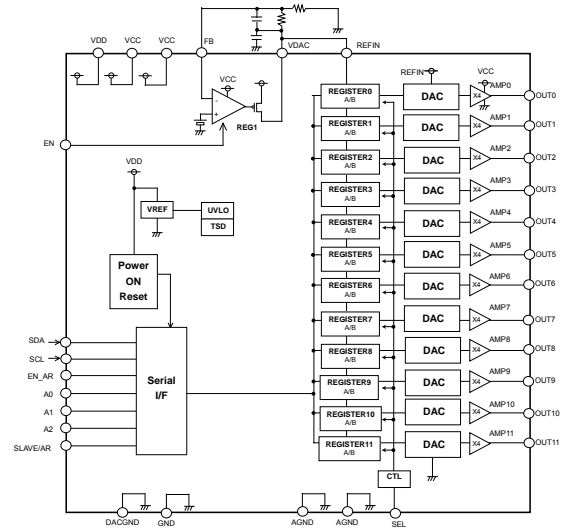 VDD VCC VCC FB VDAC REFIN
VCC
REG1
EN
VDD
VREF
UVLO
TSD
Power
ON
Reset
SDA
SCL
EN_AR
A0
A1
A2
SLAVE/AR
Serial
I/F
REFIN VCC
REGISTER0
A/B
DAC X4 AMP0 OUT0
REGISTER1
A/B
DAC X4 AMP1 OUT1
REGISTER2
A/B
DAC X4 AMP2 OUT2
REGISTER3
A/B
DAC X4 AMP3 OUT3
REGISTER4
A/B
DAC X4 AMP4 OUT4
REGISTER5
A/B
DAC X4 AMP5 OUT5
REGISTER6
A/B
DAC X4 AMP6 OUT6
REGISTER7
A/B
DAC X4 AMP7 OUT7
REGISTER8
A/B
DAC X4 AMP8 OUT8
REGISTER9
A/B
DAC X4 AMP9 OUT9
REGISTER10
A/B
DAC X4 AMP10 OUT10
REGISTER11
A/B
DAC X4 AMP11 OUT11
CTL
DACGND GND AGND AGND SEL